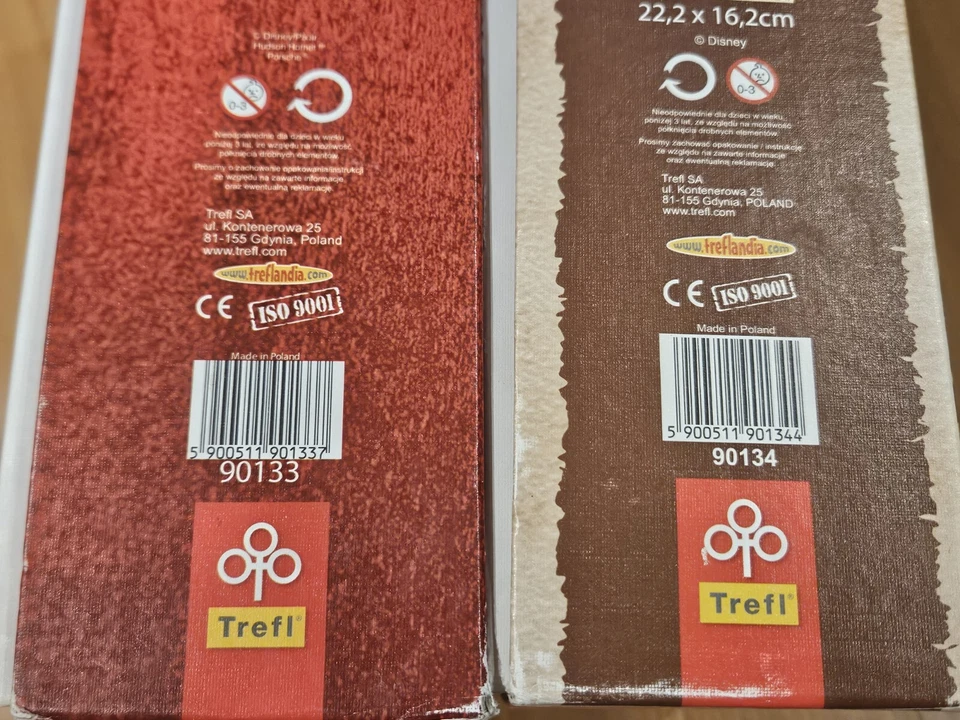 © Disney/Pixar
Hudson Hornet™
Porsche™
0-3
Nieodpowiednie dla dzieci w wieku
poniżej 3 lat, ze względu na możliwość
połknięcia drobnych elementów.
Prosimy o zachowanie opakowania/instrukcji
ze względu na zawarte informacje,
oraz ewentualną reklamację.
Trefl SA
ul. Kontenerowa 25
81-155 Gdynia, Poland
www.trefl.com
www.treflandia.com
CE ISO 9001
Made in Poland
5 900511 901337
90133
Trefl®
22,2 x 16,2cm
© Disney
0-3
Nieodpowiednie dla dzieci w wieku
poniżej 3 lat, ze względu na możliwość
połknięcia drobnych elementów.
Prosimy zachować opakowanie / instrukcję
ze względu na zawarte informacje
oraz ewentualną reklamację.
Trefl SA
ul. Kontenerowa 25
81-155 Gdynia, POLAND
www.trefl.com
www.treflandia.com
CE ISO 9001
Made in Poland
5 900511 901344
90134
Trefl®